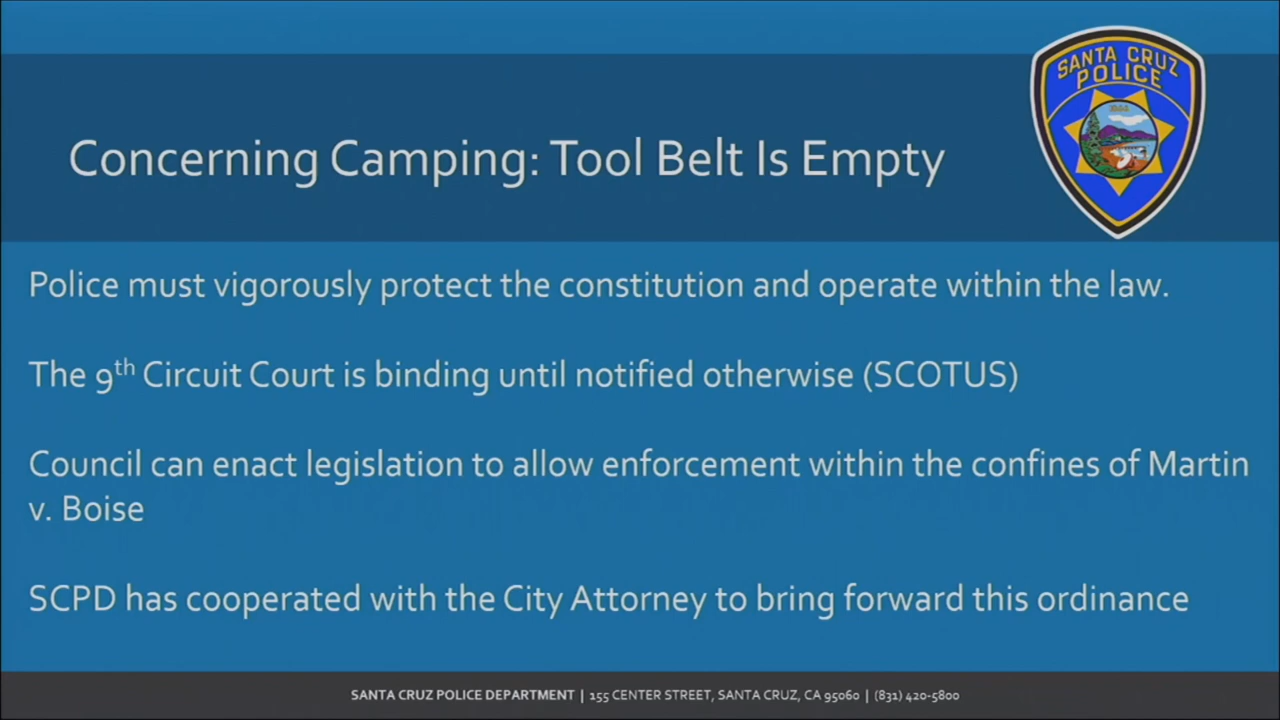 SANTA CRUZ
POLICE
Concerning Camping: Tool Belt Is Empty
Police must vigorously protect the constitution and operate within the law.
The 9th Circuit Court is binding until notified otherwise (SCOTUS)
Council can enact legislation to allow enforcement within the confines of Martin
v. Boise
SCPD has cooperated with the City Attorney to bring forward this ordinance
SANTA CRUZ POLICE DEPARTMENT | 155 CENTER STREET, SANTA CRUZ, CA 95060 | (831) 420-5800